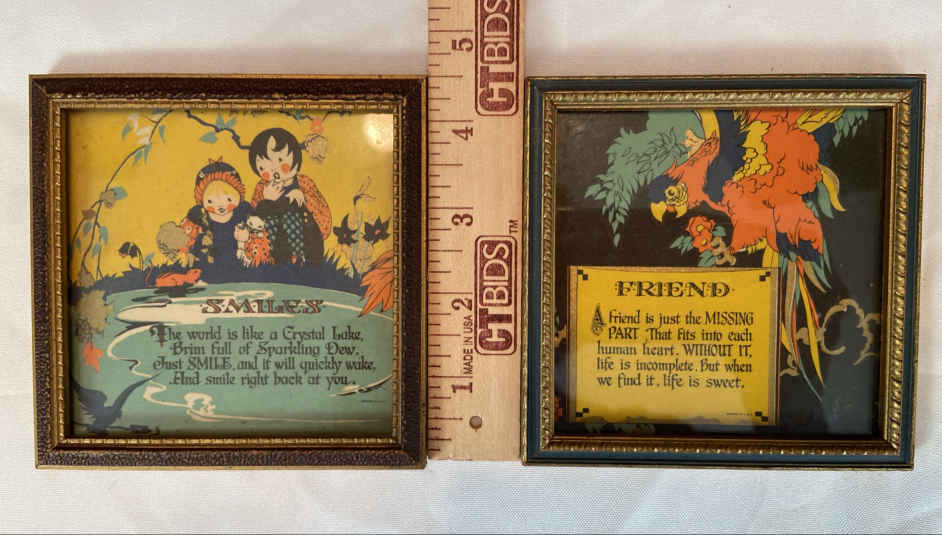 SMILES
The world is like a Crystal Lake,
Brim full of Sparkling Dew.
Just SMILE, and it will quickly wake,
And smile right back at you.
5
4
3
2
1
CTBIDS
CTBIDS™
MADE IN USA
FRIEND
A friend is just the MISSING
PART That fits into each
human heart. WITHOUT IT,
life is incomplete. But when
we find it, life is sweet.